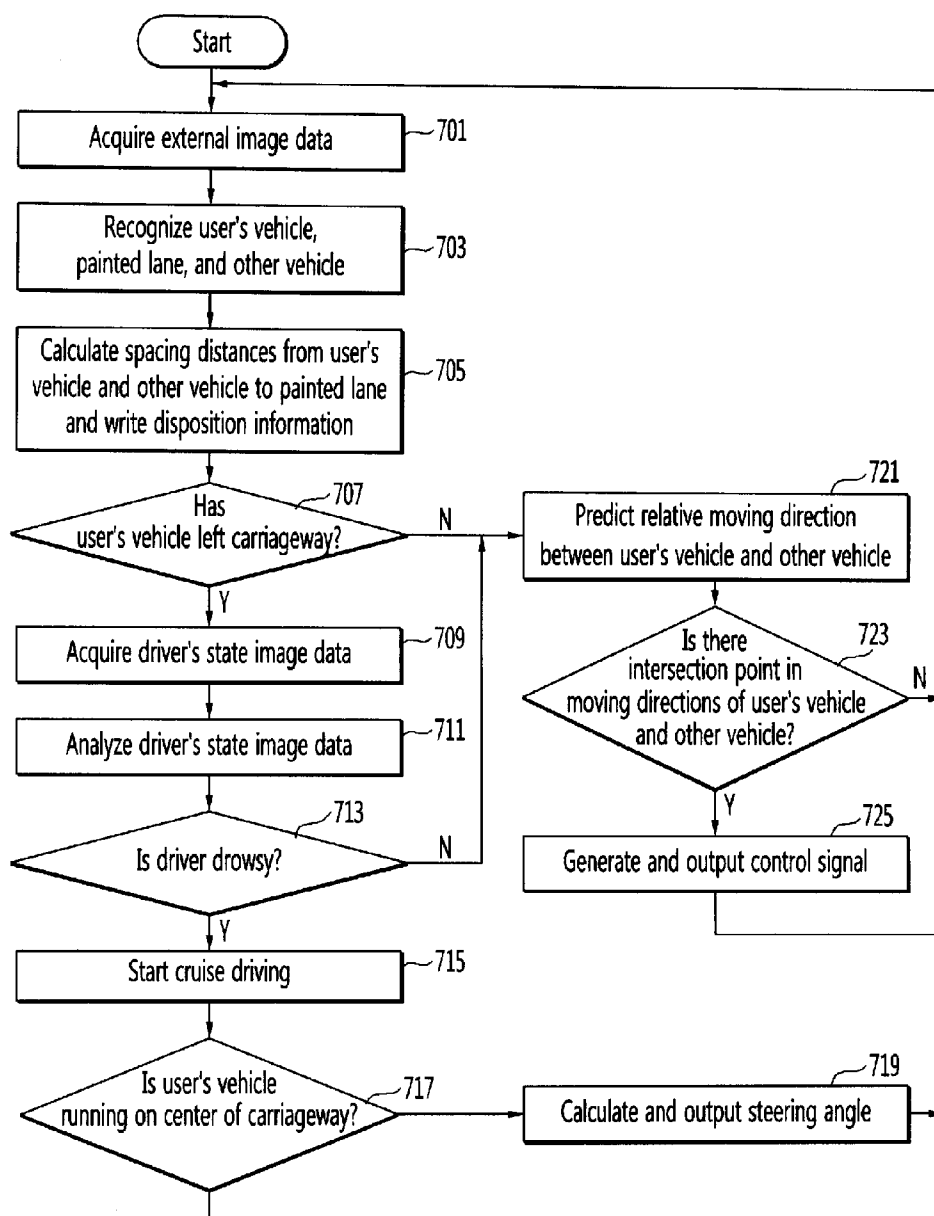 Start
Acquire external image data
701
Recognize user's vehicle,
painted lane, and other vehicle
703
Calculate spacing distances from user's
vehicle and other vehicle to painted lane
and write disposition information
705
Has
user's vehicle left carriageway?
707
N
Y
Acquire driver's state image data
709
Analyze driver's state image data
711
Is driver drowsy?
713
N
Y
Start cruise driving
715
Is user's vehicle
running on center of carriageway?
717
Calculate and output steering angle
719
Predict relative moving direction
between user's vehicle and other vehicle
721
Is there
intersection point in
moving directions of user's vehicle
and other vehicle?
723
N
Y
Generate and output control signal
725